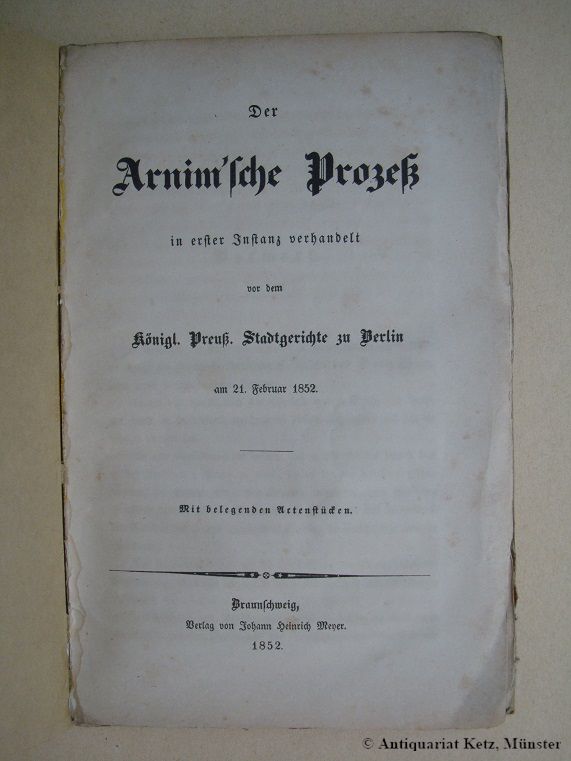 Der
Arnim'sche Prozeß
in erster Instanz verhandelt
vor dem
Königl. Preuß. Stadtgerichte zu Berlin
am 21. Februar 1852.
Mit belegenden Actenstücken.
Braunschweig,
Verlag von Johann Heinrich Meyer.
1852.
© Antiquariat Ketz, Münster